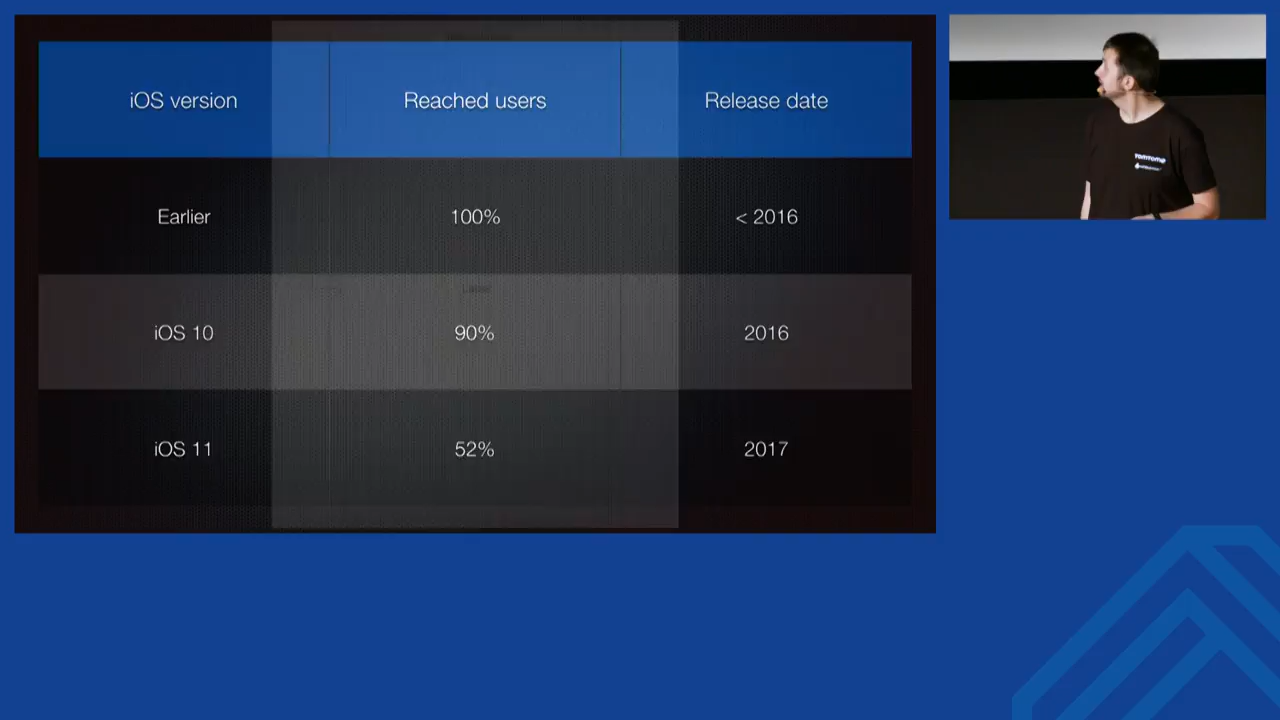 iOS version Reached users Release date
Earlier 100% < 2016
iOS 10 90% 2016
iOS 11 52% 2017